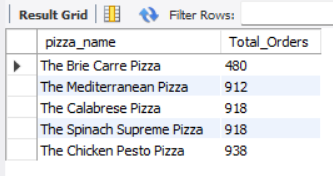 Result Grid Filter Rows:
pizza_name Total_Orders
The Brie Carre Pizza 480
The Mediterranean Pizza 912
The Calabrese Pizza 918
The Spinach Supreme Pizza 918
The Chicken Pesto Pizza 938